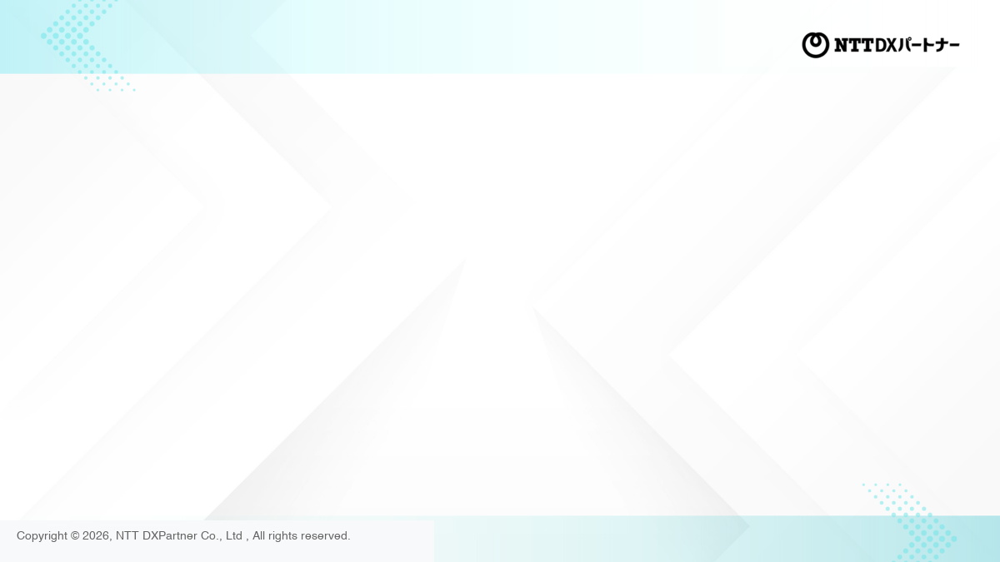 NTTDXパートナー
Copyright © 2026, NTT DXPartner Co., Ltd , All rights reserved.